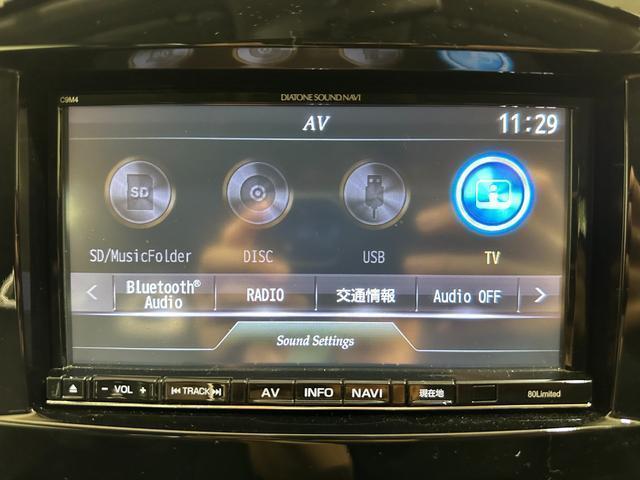 C9M4 DIATONE SOUND NAVI
AV 11:29
SD
SD/MusicFolder DISC USB TV
Bluetooth® Audio RADIO 交通情報 Audio OFF
Sound Settings
− VOL + TRACK AV INFO NAVI 現在地 80Limited